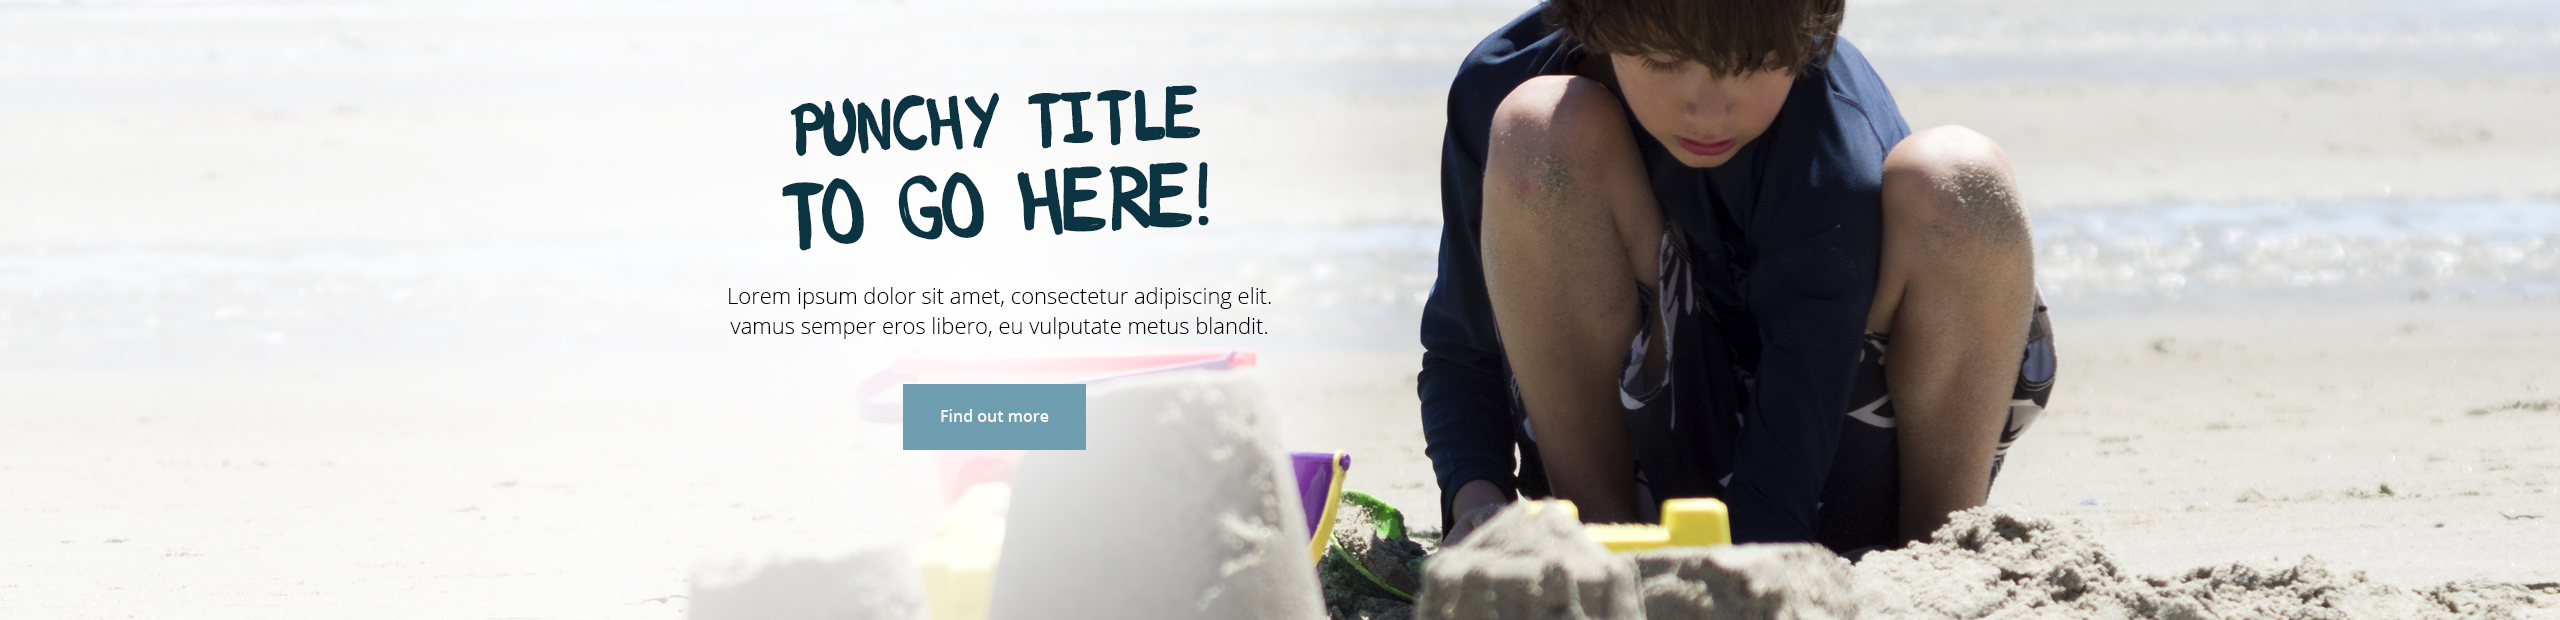 PUNCHY TITLE
TO GO HERE!
Lorem ipsum dolor sit amet, consectetur adipiscing elit.
vamus semper eros libero, eu vulputate metus blandit.
Find out more